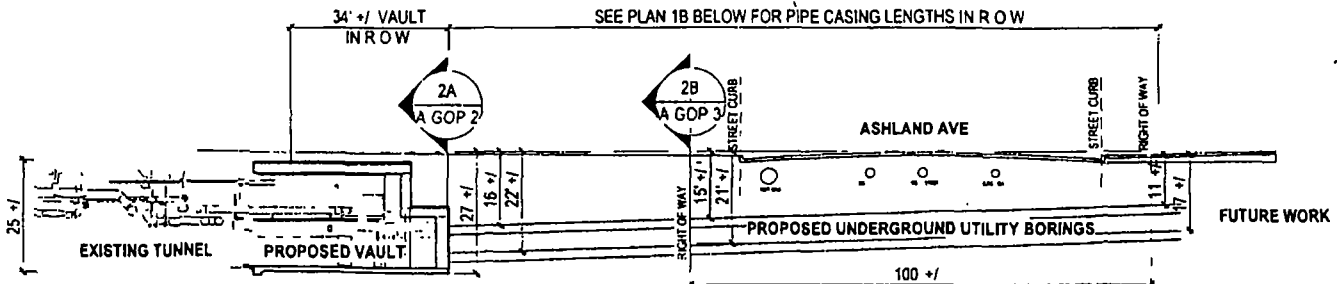 34' +/ VAULT
IN R O W
SEE PLAN 1B BELOW FOR PIPE CASING LENGTHS IN R O W
2A
A GOP 2
2B
A GOP 3
STREET CURB
ASHLAND AVE
STREET CURB
RIGHT OF WAY
25 +/
27 +/
16 +/
22' +/
15' +/
21' +/
11 +/
17 +/
EXISTING TUNNEL
PROPOSED VAULT
RIGHT OF WAY
PROPOSED UNDERGROUND UTILITY BORINGS
FUTURE WORK
100 +/